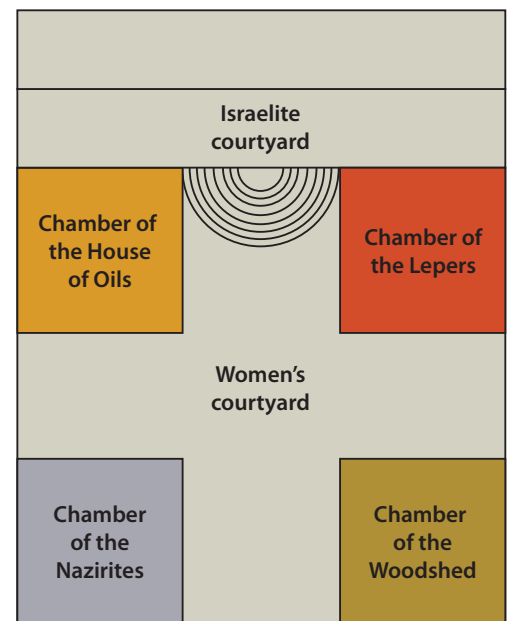 Israelite
courtyard
Chamber of
the House
of Oils
Chamber of
the Lepers
Women’s
courtyard
Chamber
of the
Nazirites
Chamber
of the
Woodshed